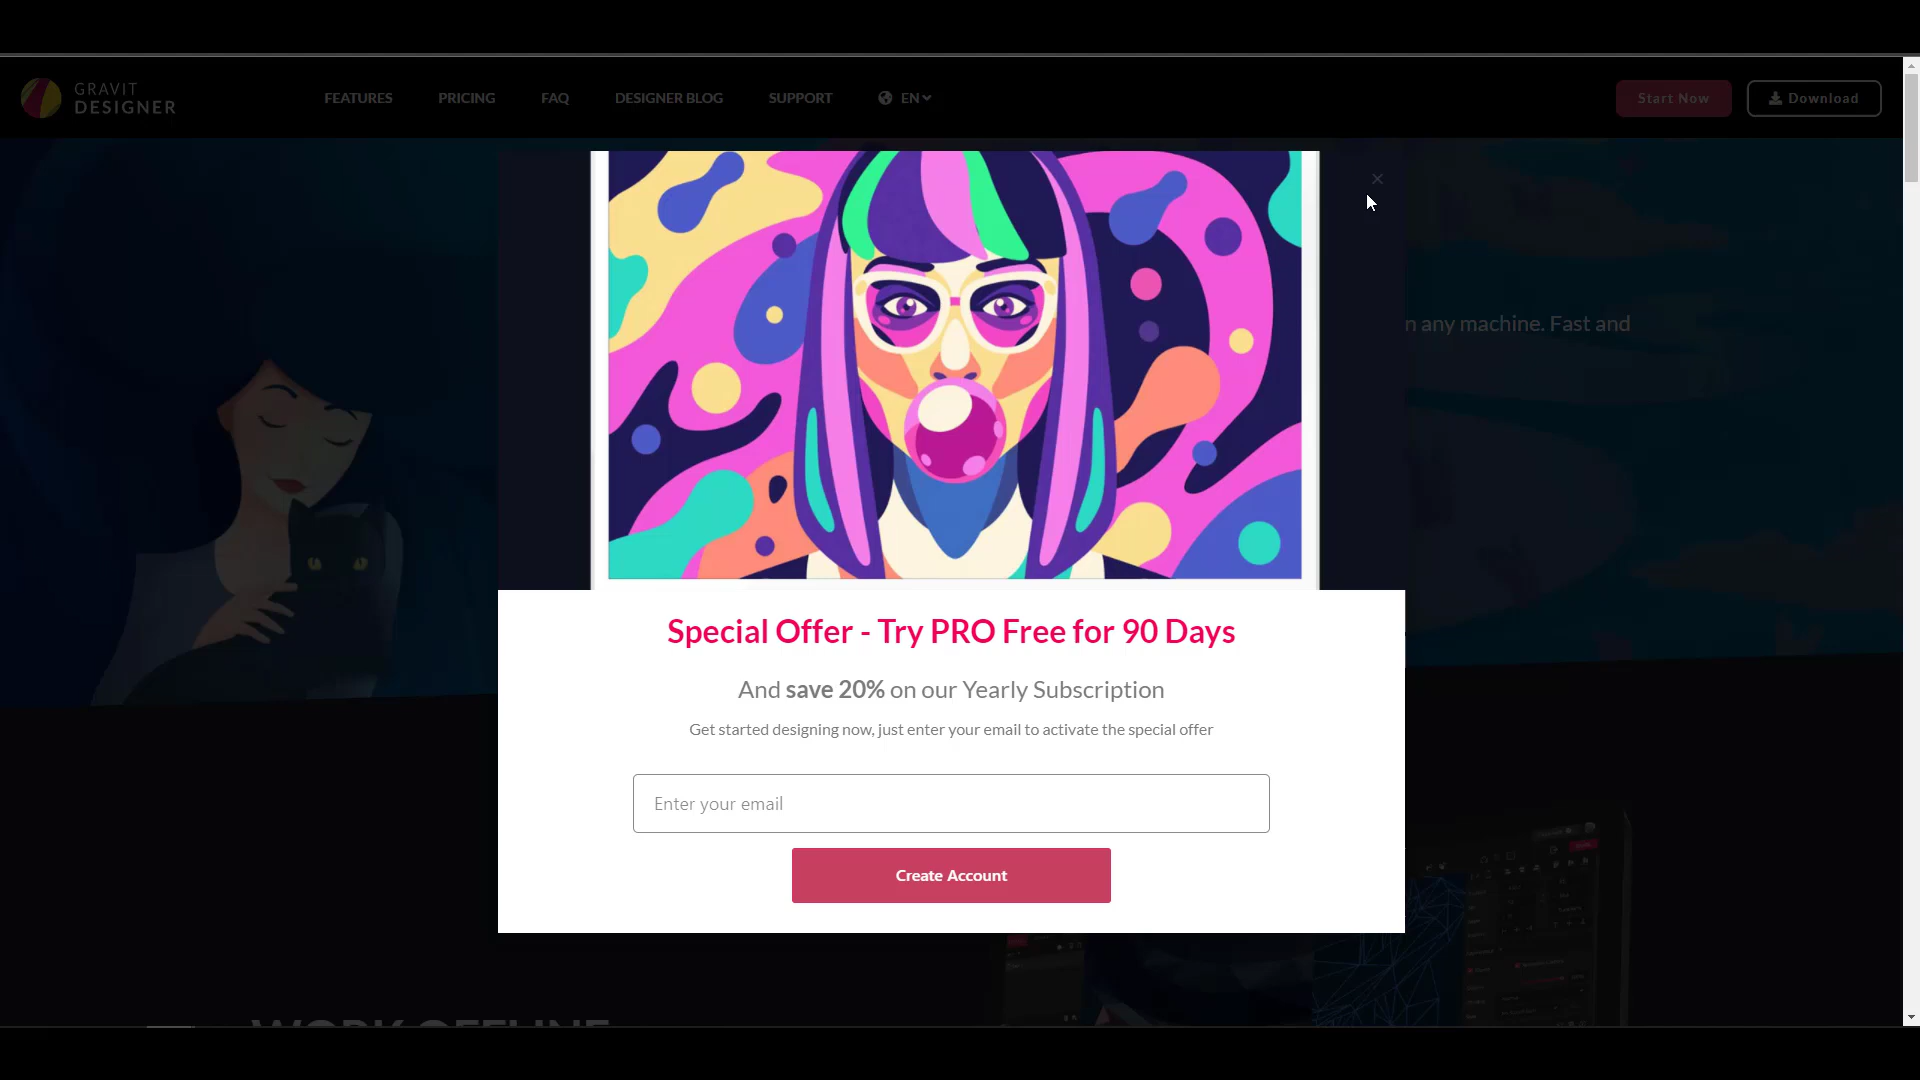 GRAVIT
DESIGNER
FEATURES
PRICING
FAQ
DESIGNER BLOG
SUPPORT
EN
Start Now
Download
n any machine. Fast and
Special Offer - Try PRO Free for 90 Days
And save 20% on our Yearly Subscription
Get started designing now, just enter your email to activate the special offer
Enter your email
Create Account
WORK OFFLINE